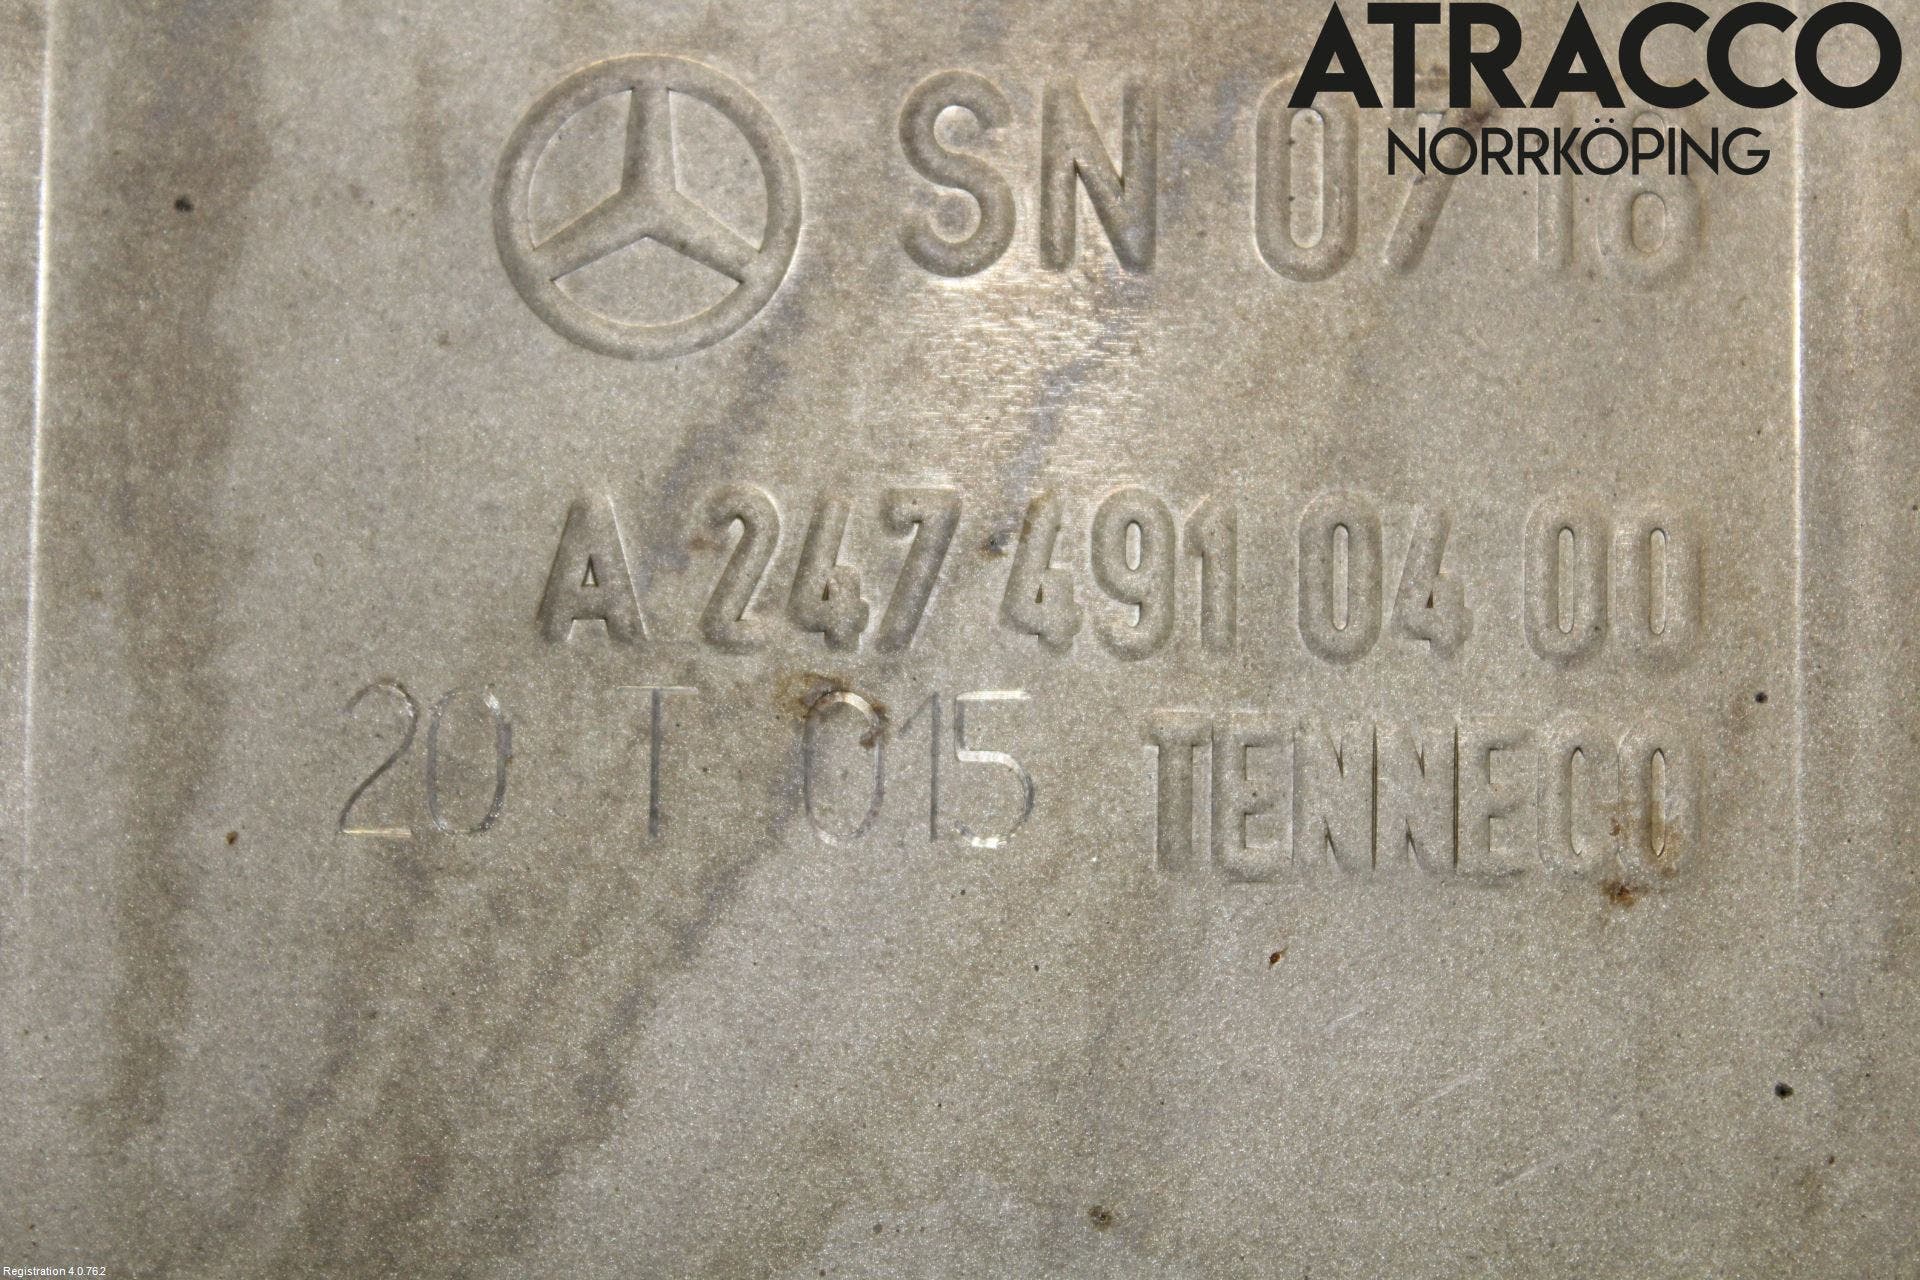 ATRACCO
NORRKÖPING
SN 0718
A 247 491 04 00
20 T 015 TENNECO
Registration 4.0.762